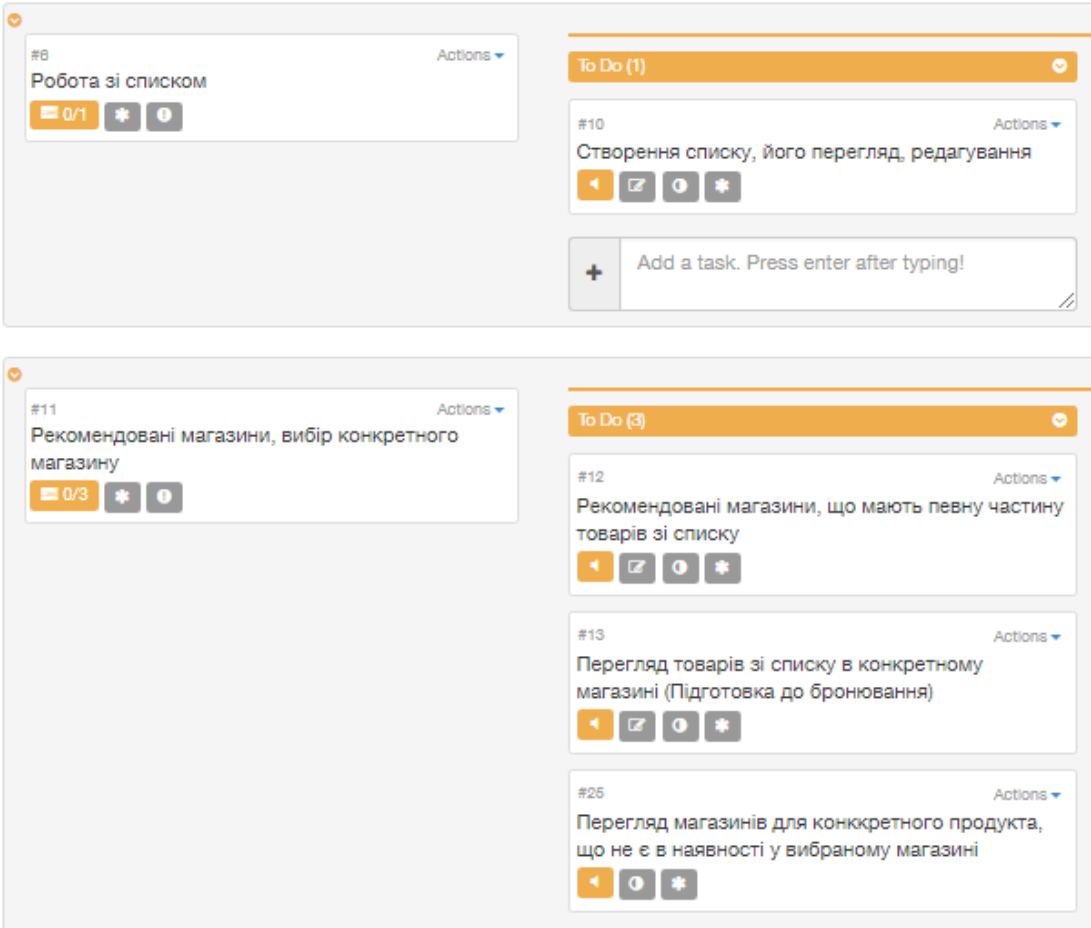 #6 Actions
Робота зі списком
0/1
To Do (1)
#10 Actions
Створення списку, його перегляд, редагування
Add a task. Press enter after typing!
#11 Actions
Рекомендовані магазини, вибір конкретного
магазину
0/3
To Do (3)
#12 Actions
Рекомендовані магазини, що мають певну частину
товарів зі списку
#13 Actions
Перегляд товарів зі списку в конкретному
магазині (Підготовка до бронювання)
#25 Actions
Перегляд магазинів для конккретного продукта,
що не є в наявності у вибраному магазині